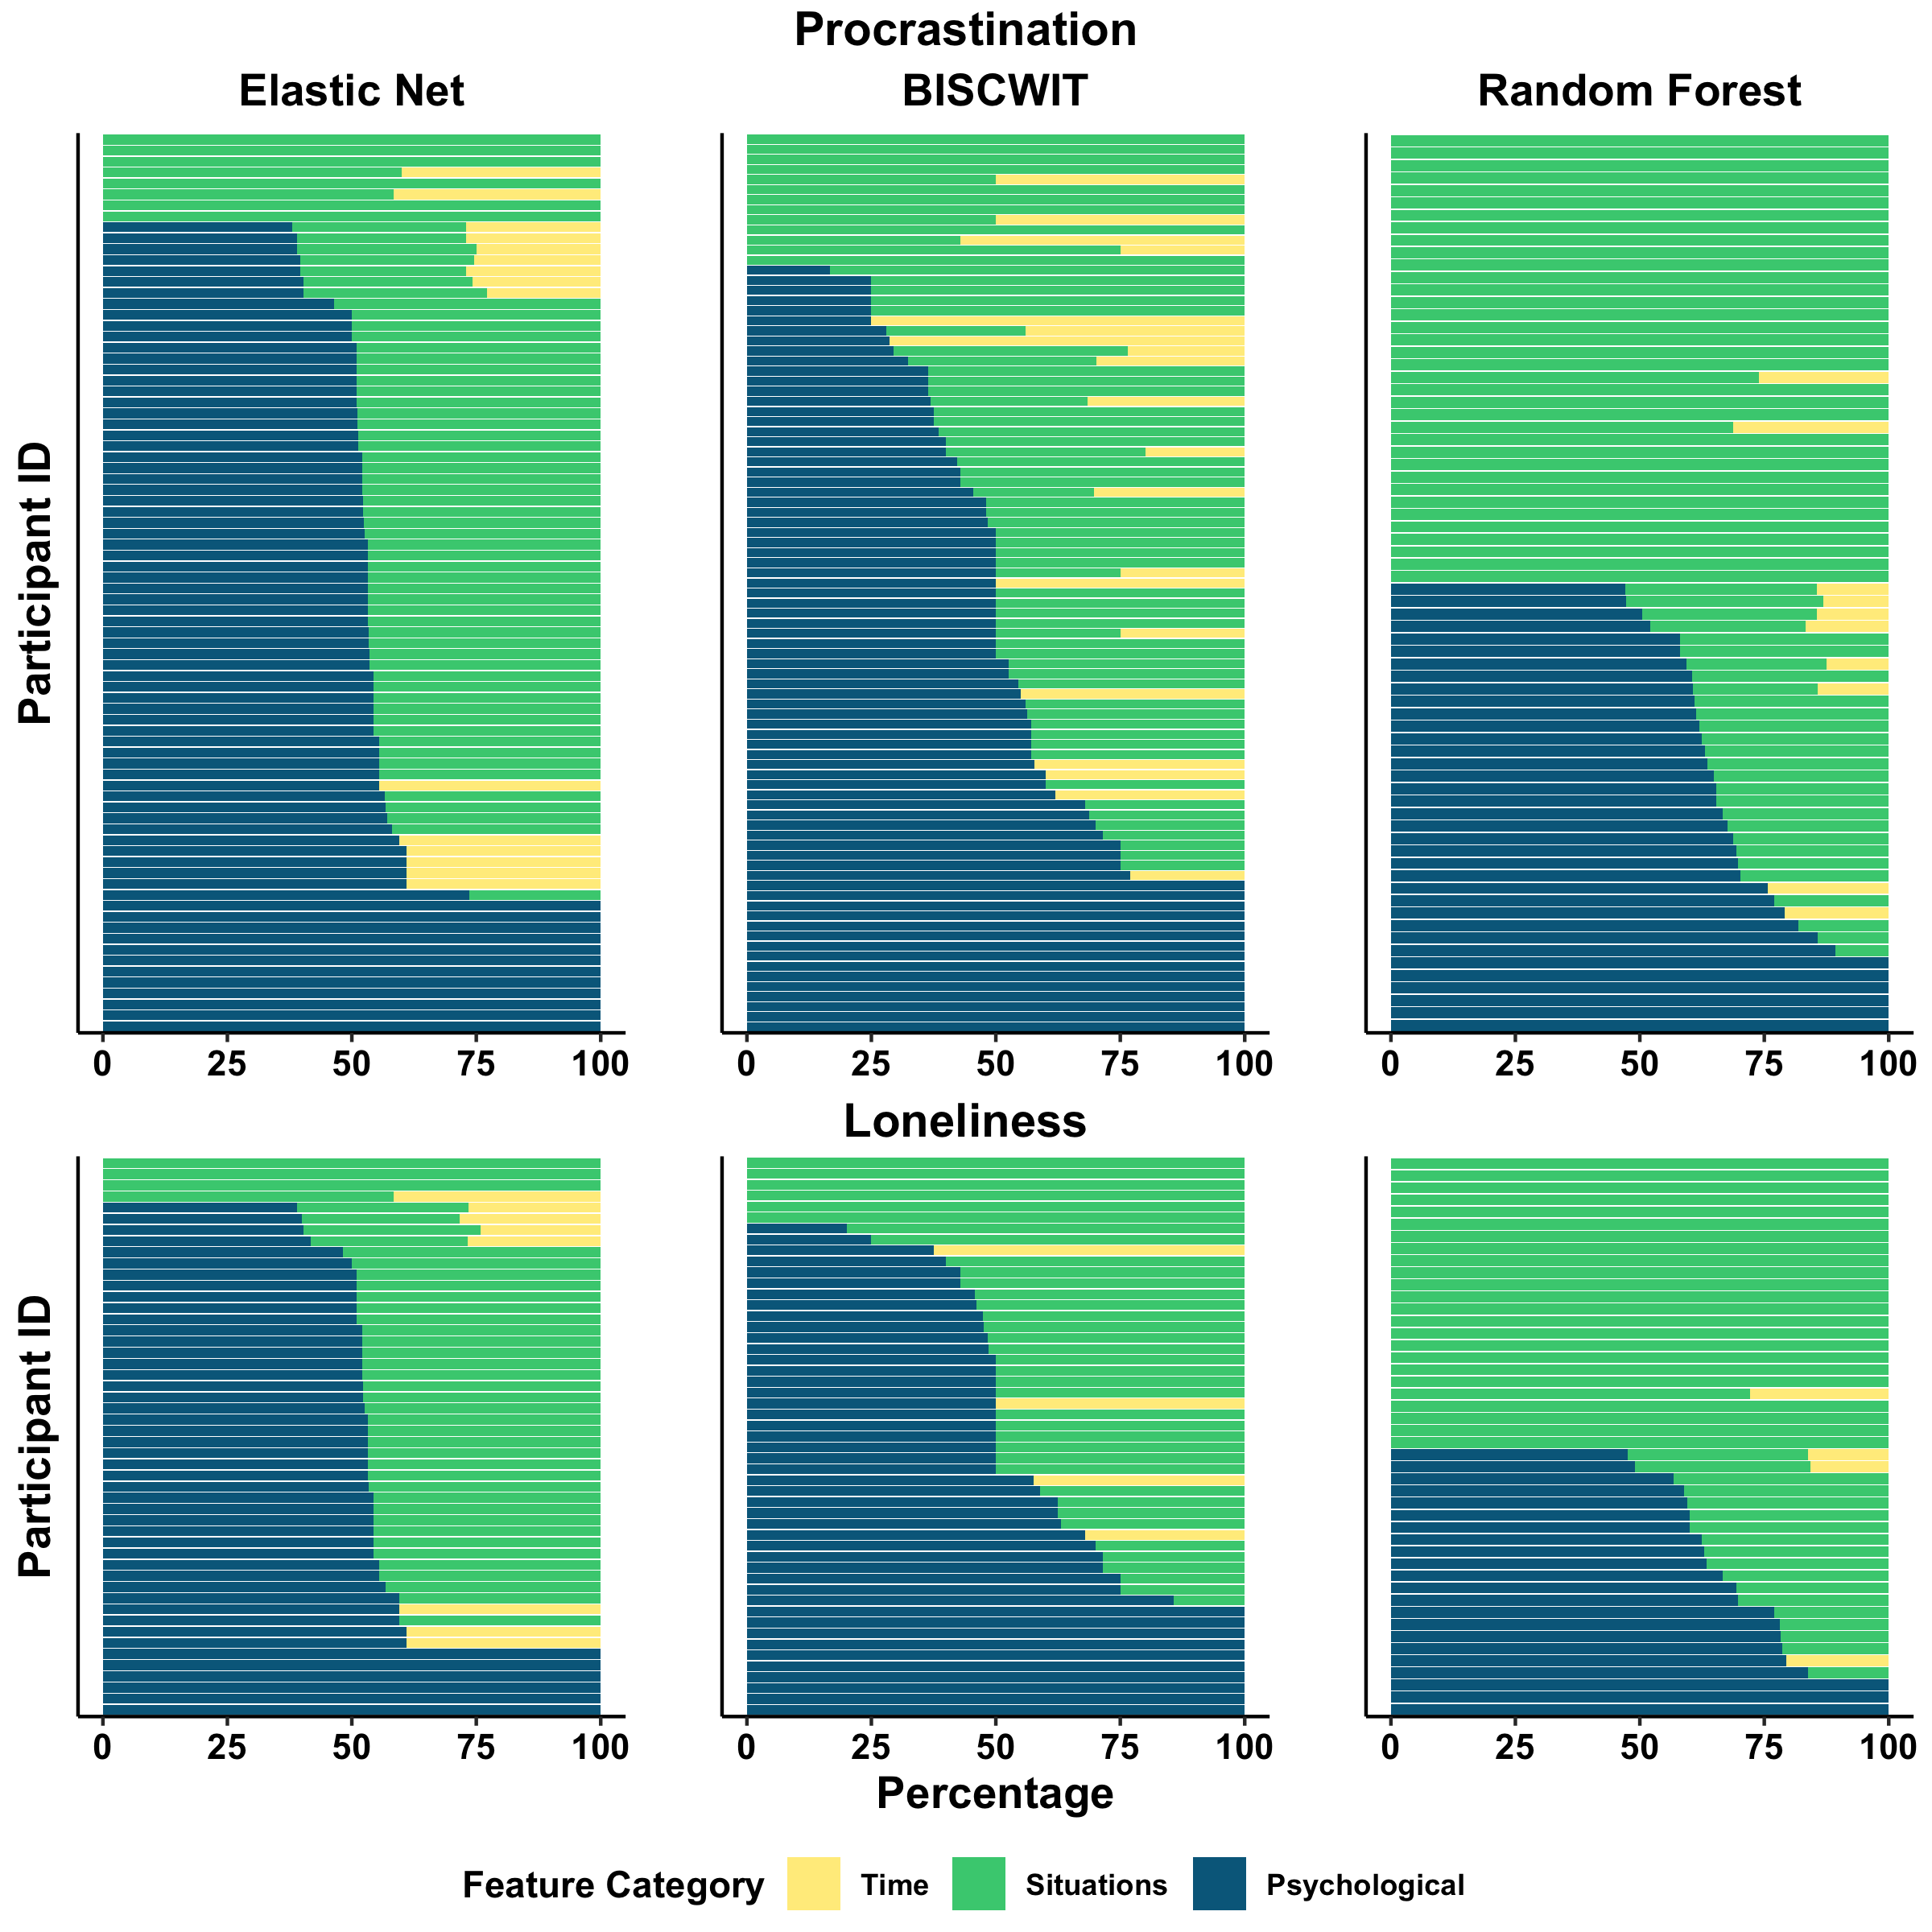 Procrastination
Elastic Net BISCWIT Random Forest
Participant ID
0 25 50 75 100 0 25 50 75 100 0 25 50 75 100
Loneliness
Participant ID
0 25 50 75 100 0 25 50 75 100 0 25 50 75 100
Percentage
Feature Category Time Situations Psychological